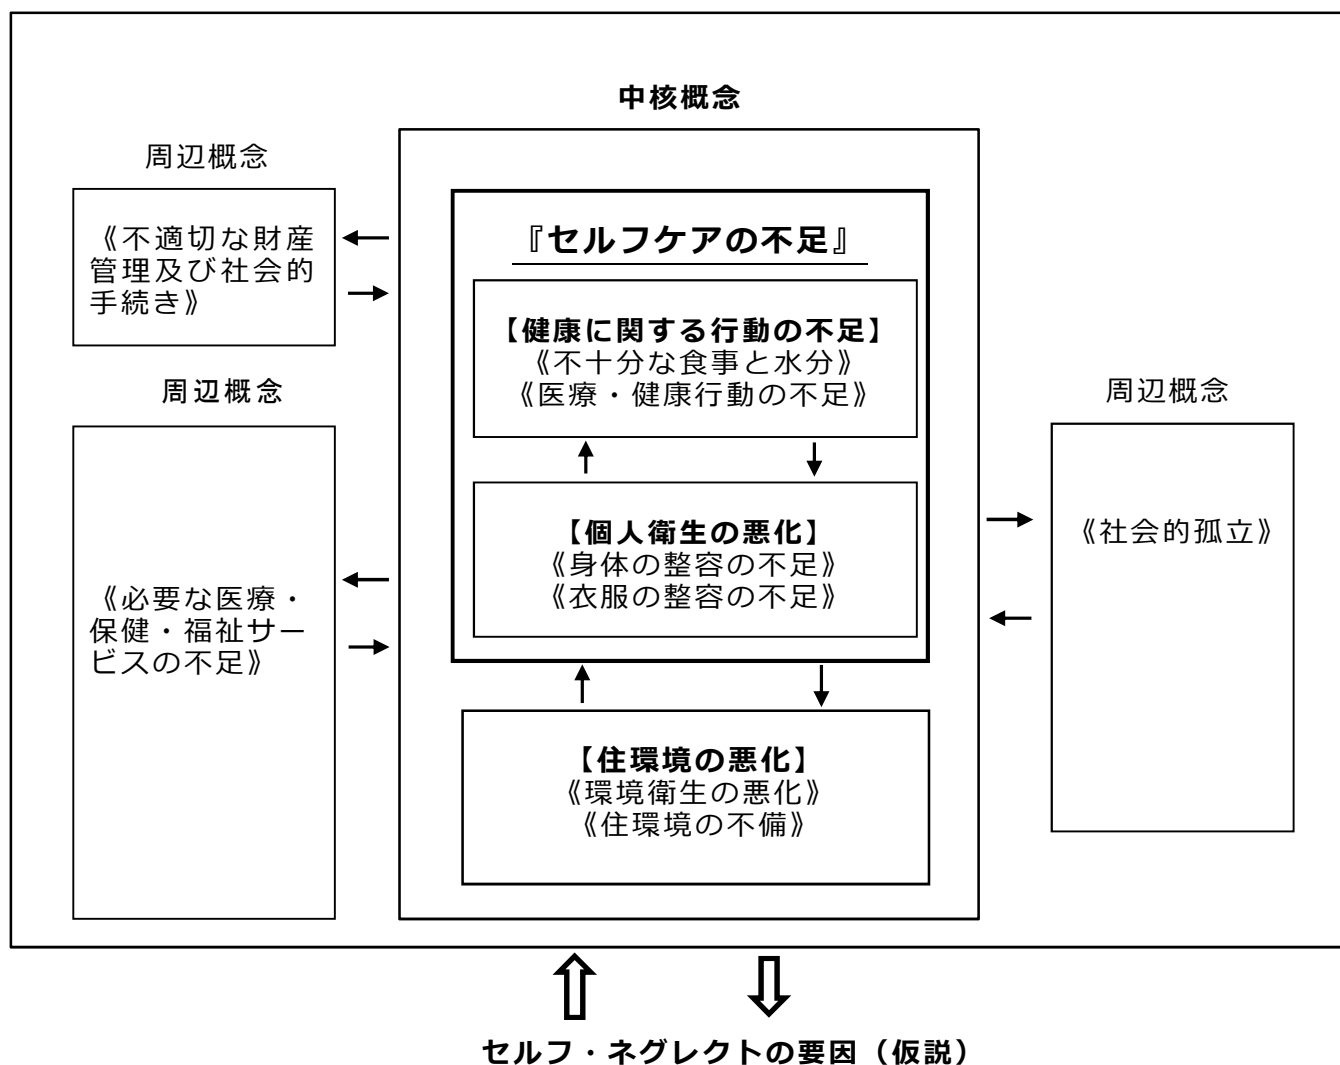 中核概念
周辺概念
《不適切な財産
管理及び社会的
手続き》
周辺概念
《必要な医療・
保健・福祉サー
ビスの不足》
『セルフケアの不足』
【健康に関する行動の不足】
《不十分な食事と水分》
《医療・健康行動の不足》
【個人衛生の悪化】
《身体の整容の不足》
《衣服の整容の不足》
【住環境の悪化】
《環境衛生の悪化》
《住環境の不備》
周辺概念
《社会的孤立》
セルフ・ネグレクトの要因（仮説）